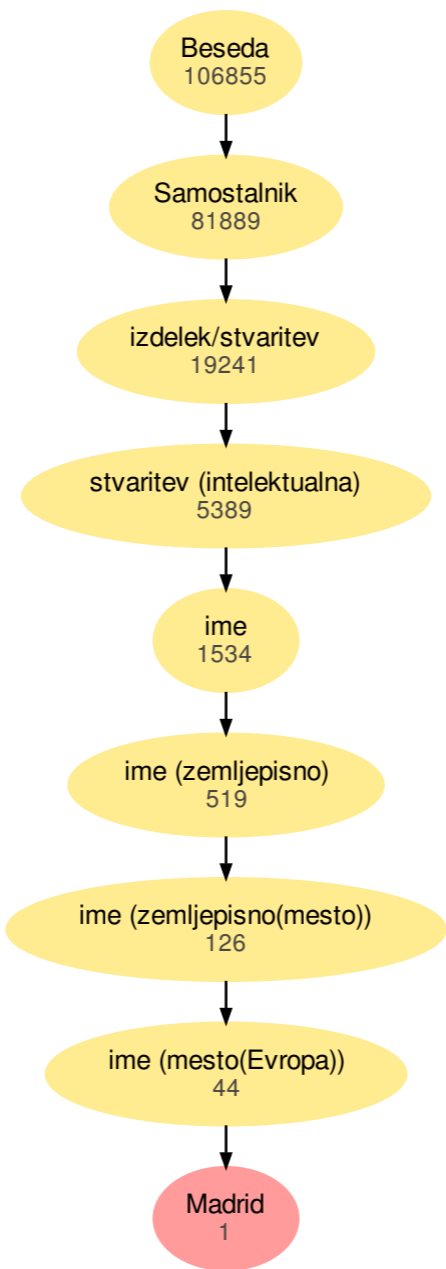 Beseda
106855
Samostalnik
81889
izdelek/stvaritev
19241
stvaritev (intelektualna)
5389
ime
1534
ime (zemljepisno)
519
ime (zemljepisno(mesto))
126
ime (mesto(Evropa))
44
Madrid
1